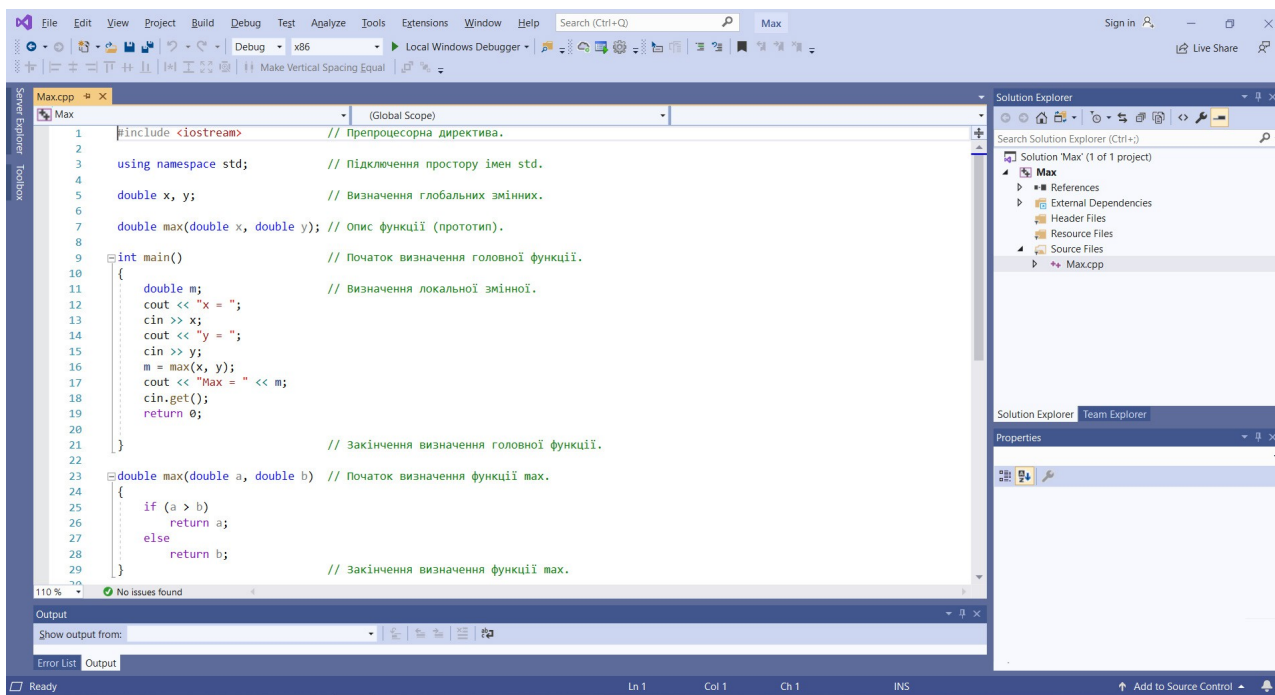 File Edit View Project Build Debug Test Analyze Tools Extensions Window Help Search (Ctrl+Q) Max Sign in
Debug x86 Local Windows Debugger Live Share
Make Vertical Spacing Equal
Server Explorer
Toolbox
Max.cpp
Max (Global Scope)
1 #include <iostream> // Препроцесорна директива.
2
3 using namespace std; // Підключення простору імен std.
4
5 double x, y; // Визначення глобальних змінних.
6
7 double max(double x, double y); // Опис функції (прототип).
8
9 int main() // Початок визначення головної функції.
10 {
11 double m; // Визначення локальної змінної.
12 cout << "x = ";
13 cin >> x;
14 cout << "y = ";
15 cin >> y;
16 m = max(x, y);
17 cout << "Max = " << m;
18 cin.get();
19 return 0;
20
21 } // Закінчення визначення головної функції.
22
23 double max(double a, double b) // Початок визначення функції max.
24 {
25 if (a > b)
26 return a;
27 else
28 return b;
29 } // Закінчення визначення функції max.
110 % No issues found
Output
Show output from:
Error List Output
Solution Explorer
Search Solution Explorer (Ctrl+;)
Solution 'Max' (1 of 1 project)
Max
References
External Dependencies
Header Files
Resource Files
Source Files
Max.cpp
Solution Explorer Team Explorer
Properties
Ready Ln 1 Col 1 Ch 1 INS Add to Source Control